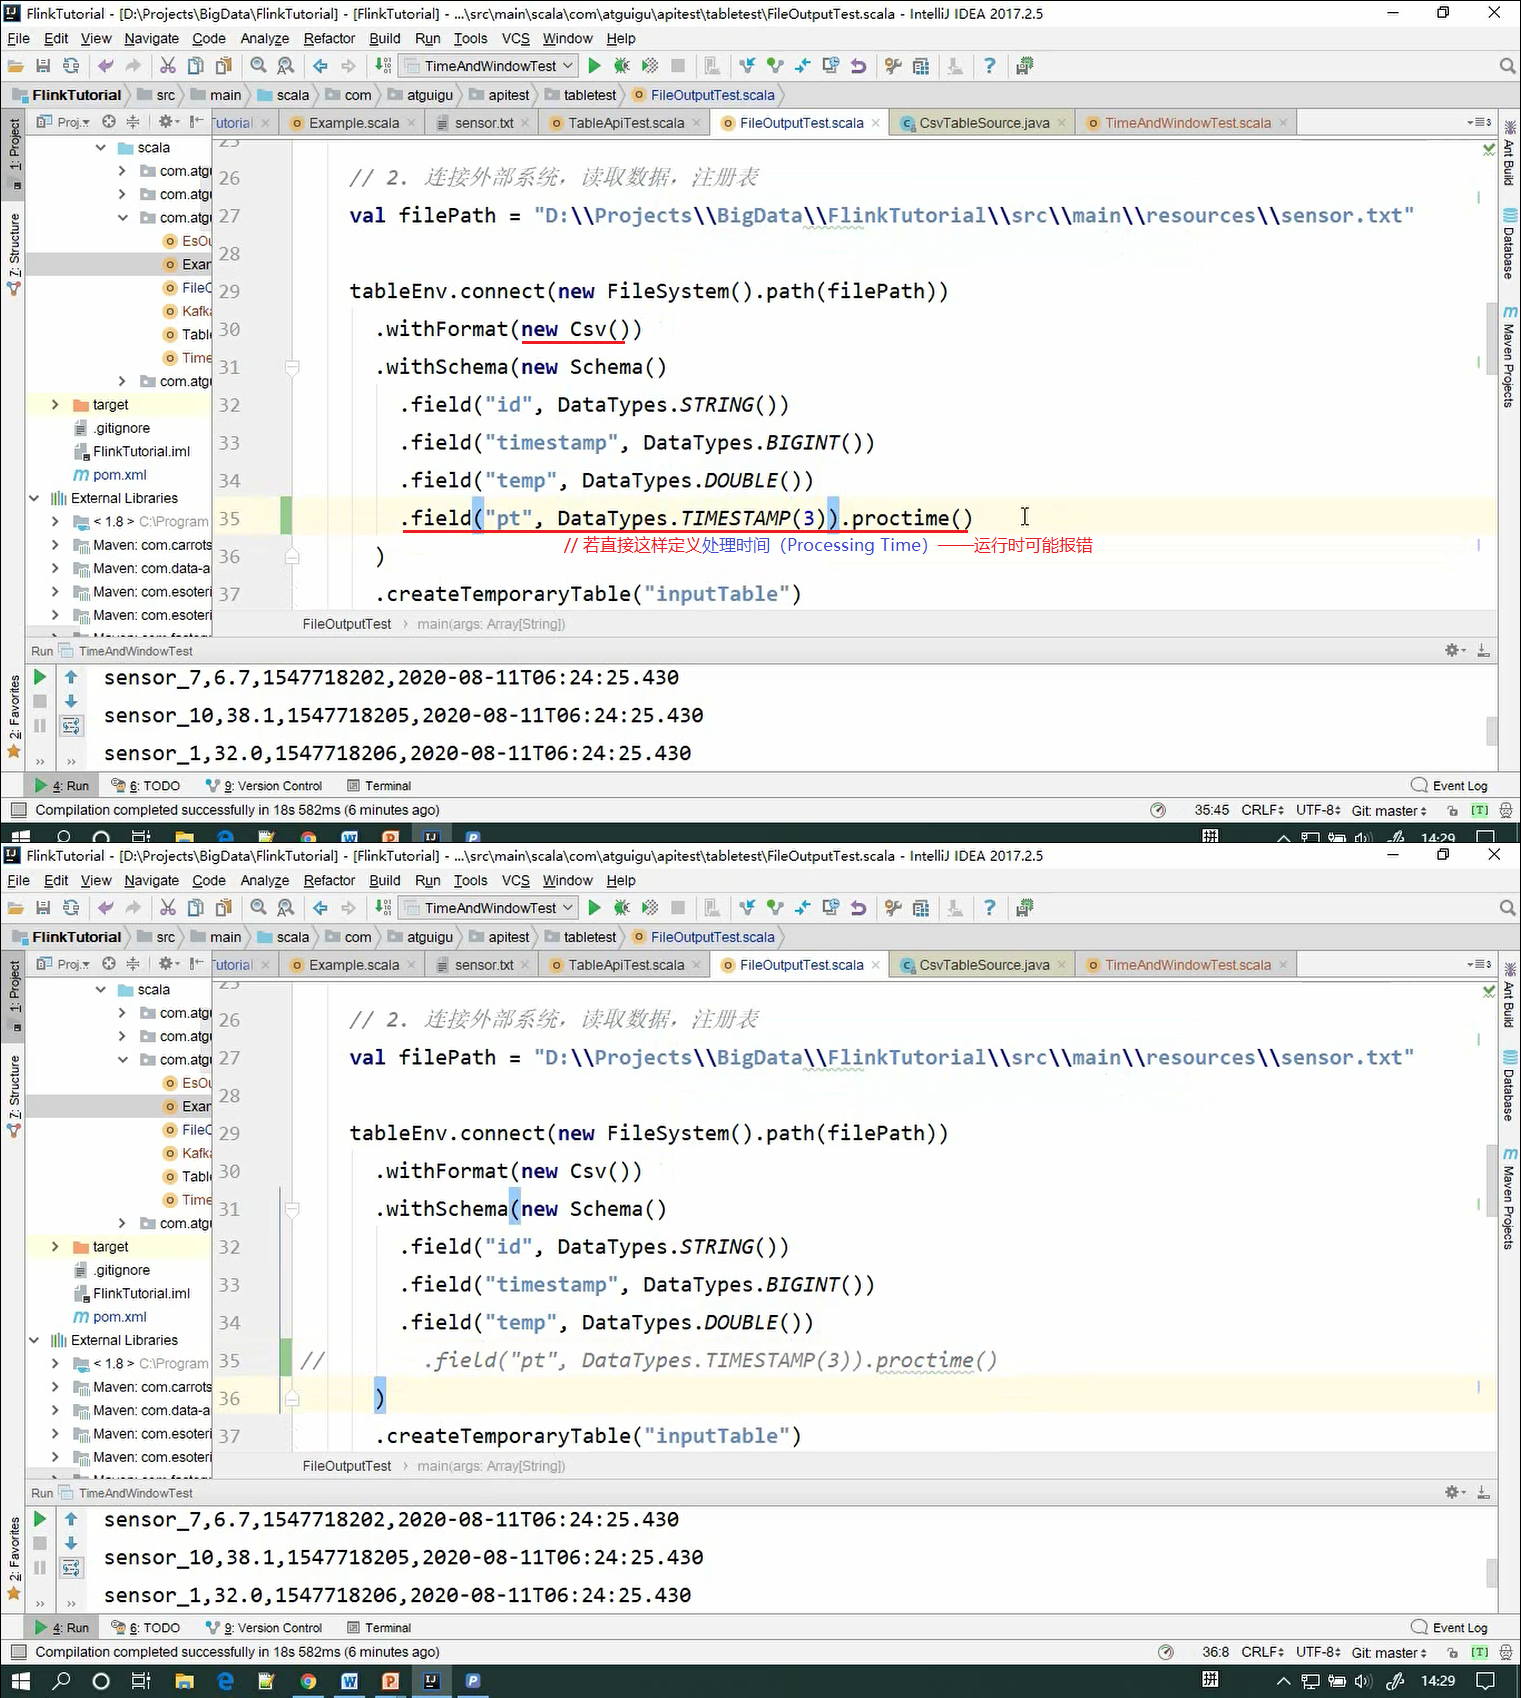 FlinkTutorial - [D:\Projects\BigData\FlinkTutorial] - [FlinkTutorial] - ...\src\main\scala\com\atguigu\apitest\tabletest\FileOutputTest.scala - IntelliJ IDEA 2017.2.5
File Edit View Navigate Code Analyze Refactor Build Run Tools VCS Window Help
TimeAndWindowTest
FlinkTutorial src main scala com atguigu apitest tabletest FileOutputTest.scala
Proj.. Tutorial Example.scala sensor.txt TableApiTest.scala FileOutputTest.scala CsvTableSource.java TimeAndWindowTest.scala
1: Project
7: Structure
2: Favorites
Ant Build
Database
Maven Projects
scala
com.atgu
com.atgu
com.atgu
EsOu
Exar
FileC
Kafka
Tabl
Time
com.atgu
target
.gitignore
FlinkTutorial.iml
pom.xml
External Libraries
< 1.8 > C:\Program
Maven: com.carrots
Maven: com.data-a
Maven: com.esoteri
Maven: com.esoteri
25
26 // 2. 连接外部系统，读取数据，注册表
27 val filePath = "D:\\Projects\\BigData\\FlinkTutorial\\src\\main\\resources\\sensor.txt"
28
29 tableEnv.connect(new FileSystem().path(filePath))
30 .withFormat(new Csv())
31 .withSchema(new Schema()
32 .field("id", DataTypes.STRING())
33 .field("timestamp", DataTypes.BIGINT())
34 .field("temp", DataTypes.DOUBLE())
35 .field("pt", DataTypes.TIMESTAMP(3)).proctime()
// 若直接这样定义处理时间（Processing Time）——运行时可能报错
36 )
37 .createTemporaryTable("inputTable")
FileOutputTest main(args: Array[String])
Run TimeAndWindowTest
sensor_7,6.7,1547718202,2020-08-11T06:24:25.430
sensor_10,38.1,1547718205,2020-08-11T06:24:25.430
sensor_1,32.0,1547718206,2020-08-11T06:24:25.430
4: Run 6: TODO 9: Version Control Terminal Event Log
Compilation completed successfully in 18s 582ms (6 minutes ago) 35:45 CRLF UTF-8 Git: master [T]
拼 14:29
FlinkTutorial - [D:\Projects\BigData\FlinkTutorial] - [FlinkTutorial] - ...\src\main\scala\com\atguigu\apitest\tabletest\FileOutputTest.scala - IntelliJ IDEA 2017.2.5
File Edit View Navigate Code Analyze Refactor Build Run Tools VCS Window Help
TimeAndWindowTest
FlinkTutorial src main scala com atguigu apitest tabletest FileOutputTest.scala
Proj.. Tutorial Example.scala sensor.txt TableApiTest.scala FileOutputTest.scala CsvTableSource.java TimeAndWindowTest.scala
1: Project
7: Structure
2: Favorites
Ant Build
Database
Maven Projects
scala
com.atgu
com.atgu
com.atgu
EsOu
Exar
FileC
Kafka
Tabl
Time
com.atgu
target
.gitignore
FlinkTutorial.iml
pom.xml
External Libraries
< 1.8 > C:\Program
Maven: com.carrots
Maven: com.data-a
Maven: com.esoteri
Maven: com.esoteri
25
26 // 2. 连接外部系统，读取数据，注册表
27 val filePath = "D:\\Projects\\BigData\\FlinkTutorial\\src\\main\\resources\\sensor.txt"
28
29 tableEnv.connect(new FileSystem().path(filePath))
30 .withFormat(new Csv())
31 .withSchema(new Schema()
32 .field("id", DataTypes.STRING())
33 .field("timestamp", DataTypes.BIGINT())
34 .field("temp", DataTypes.DOUBLE())
35 // .field("pt", DataTypes.TIMESTAMP(3)).proctime()
36 )
37 .createTemporaryTable("inputTable")
FileOutputTest main(args: Array[String])
Run TimeAndWindowTest
sensor_7,6.7,1547718202,2020-08-11T06:24:25.430
sensor_10,38.1,1547718205,2020-08-11T06:24:25.430
sensor_1,32.0,1547718206,2020-08-11T06:24:25.430
4: Run 6: TODO 9: Version Control Terminal Event Log
Compilation completed successfully in 18s 582ms (6 minutes ago) 36:8 CRLF UTF-8 Git: master [T]
拼 14:29